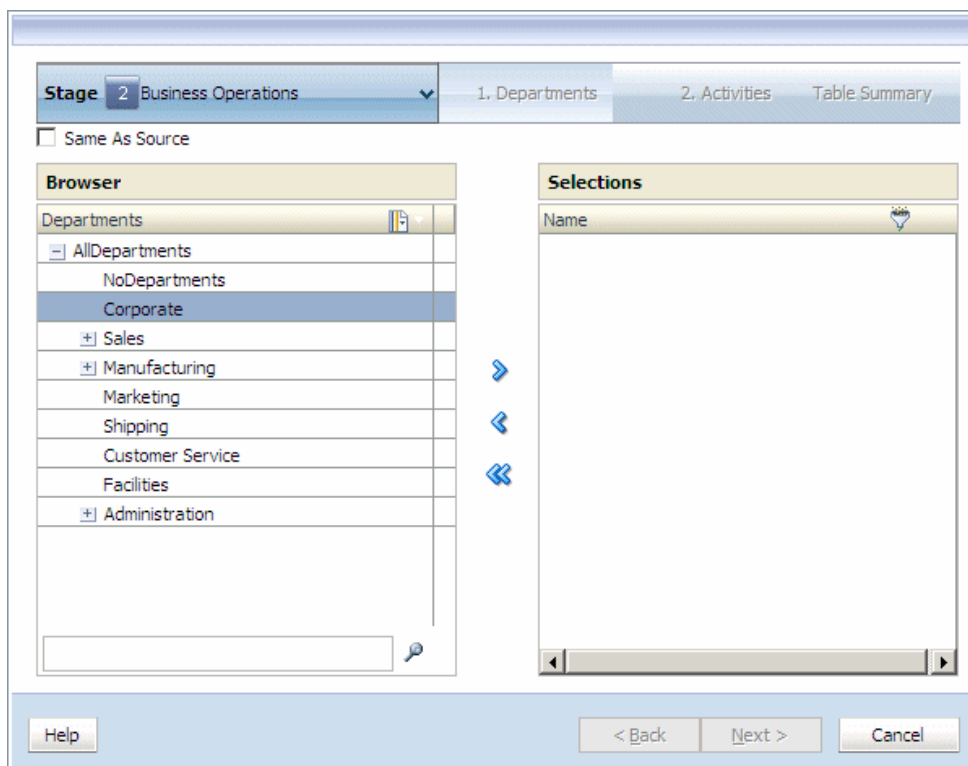 Stage 2 Business Operations 1. Departments 2. Activities Table Summary
Same As Source
Browser Selections
Departments Name
AllDepartments
NoDepartments
Corporate
Sales
Manufacturing
Marketing
Shipping
Customer Service
Facilities
Administration
Help < Back Next > Cancel